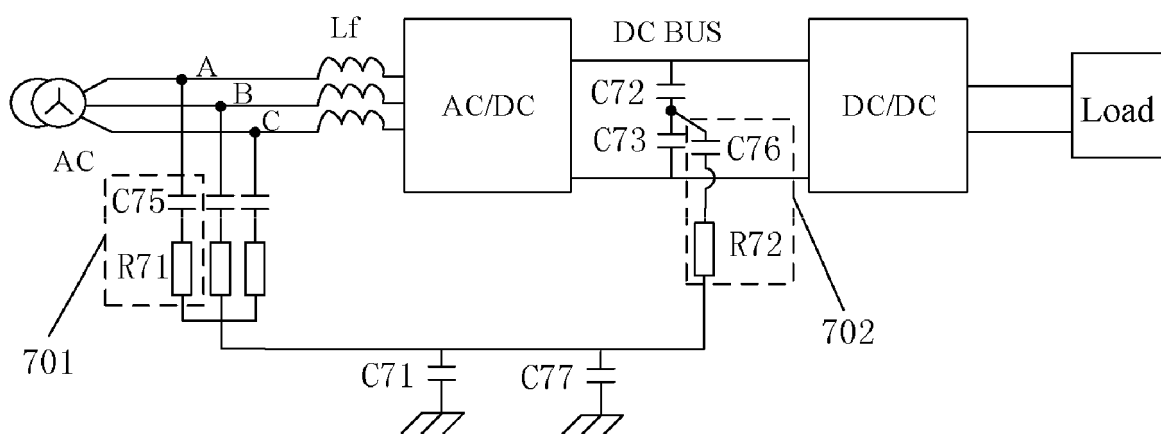 Lf
DC BUS
A
B
C
AC
AC/DC
C72
C73
C76
DC/DC
Load
C75
R71
R72
701
702
C71
C77